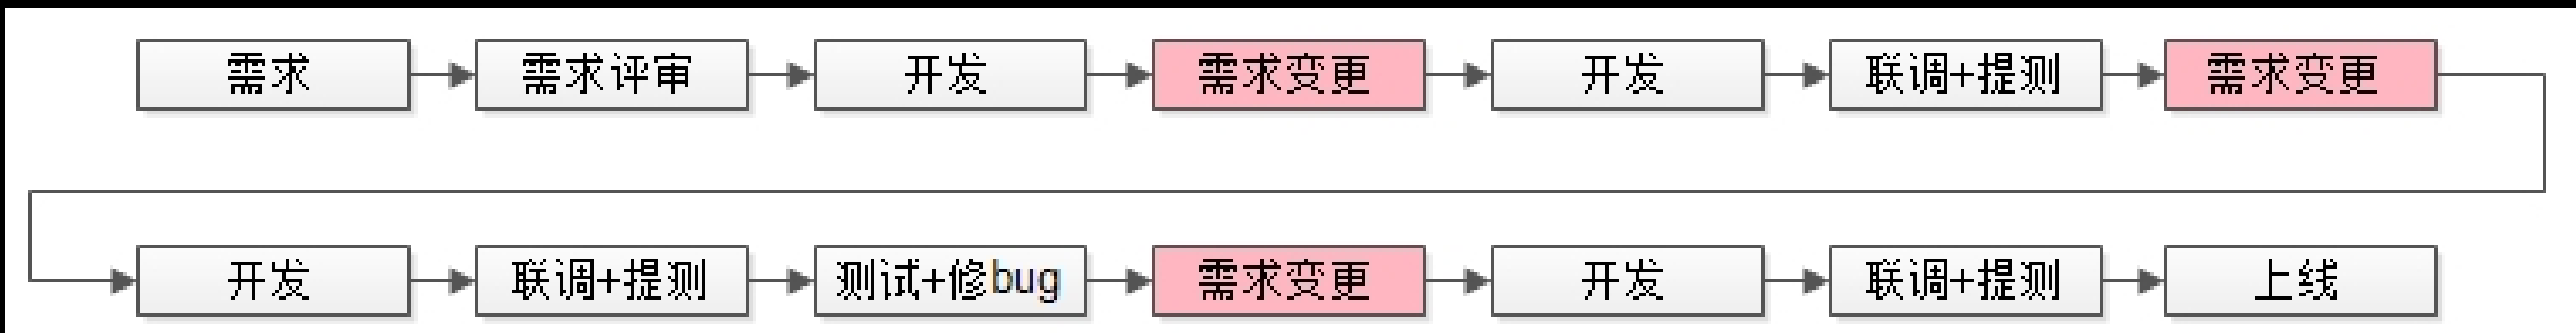 需求
需求评审
开发
需求变更
开发
联调+提测
需求变更
开发
联调+提测
测试+修bug
需求变更
开发
联调+提测
上线